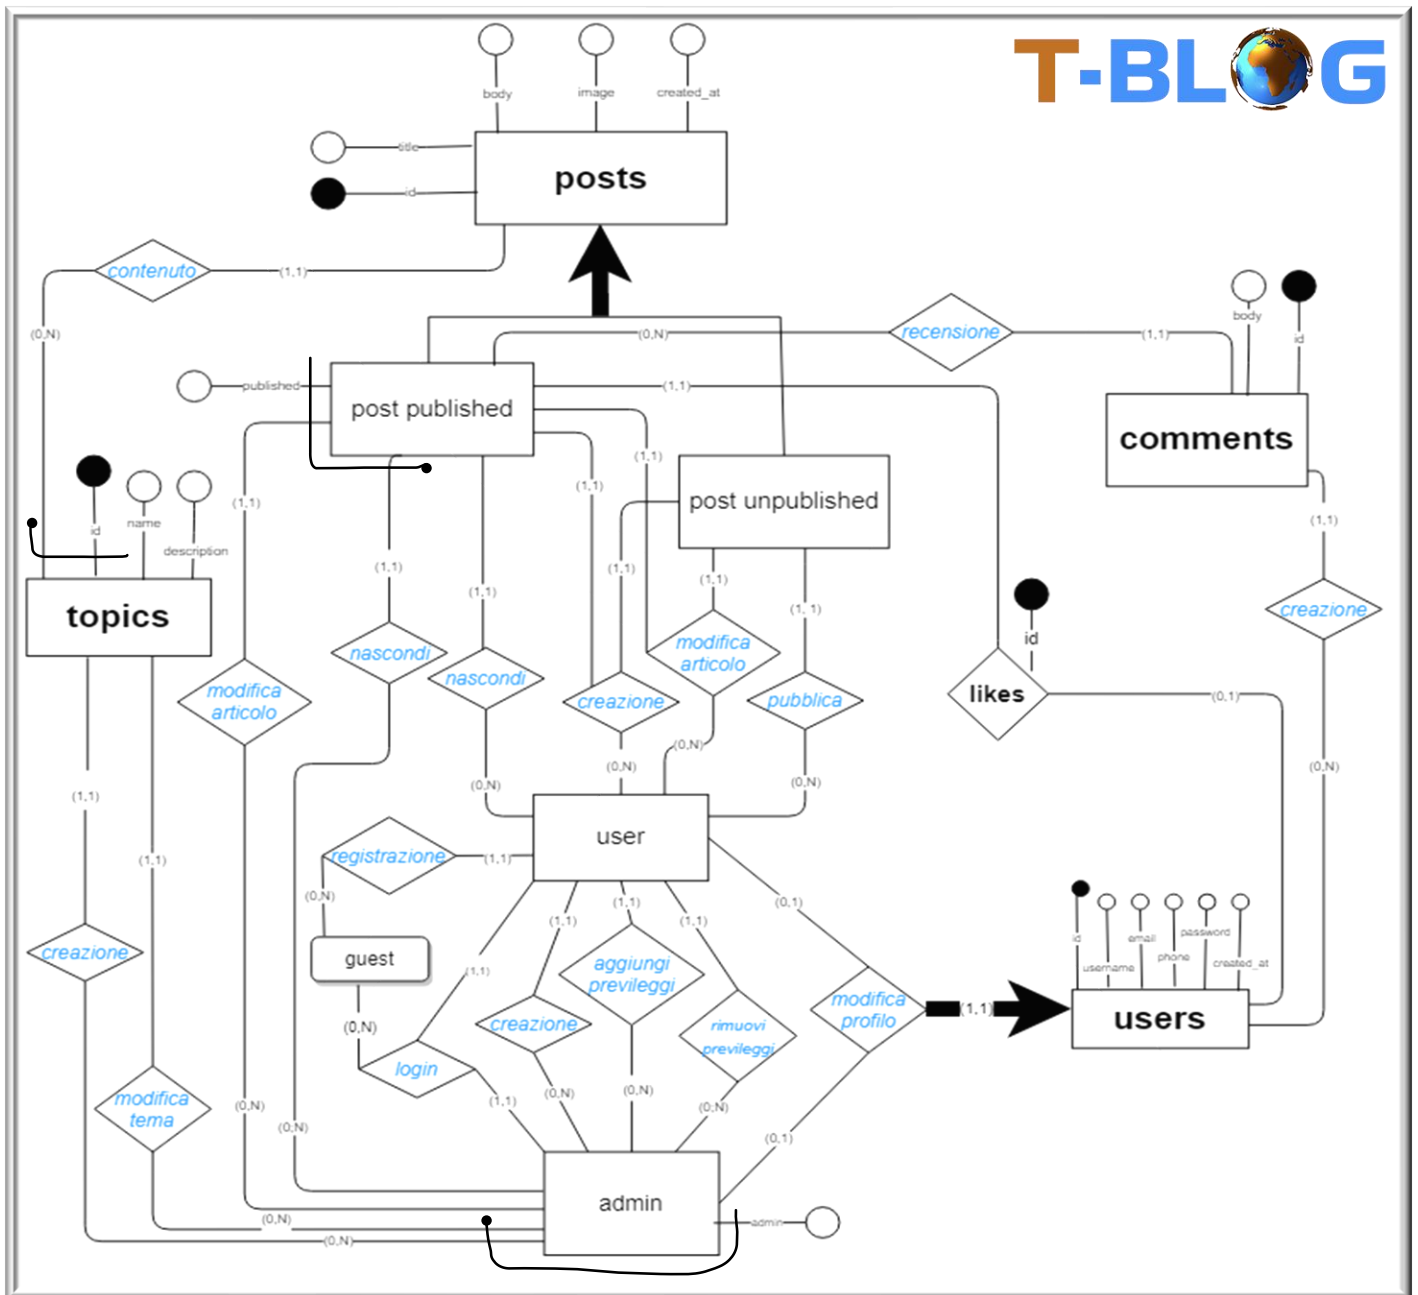 T-BLOG
body
image
created_at
title
id
posts
contenuto
(1,1)
(0,N)
body
id
(0,N)
recensione
(1,1)
published
post published
(1,1)
comments
(1,1)
(1,1)
(1,1)
post unpublished
(1,1)
id
name
description
(1,1)
(1,1)
(1,1)
(1,1)
(1,1)
(1, 1)
topics
id
creazione
nascondi
nascondi
modifica
articolo
modifica
articolo
creazione
pubblica
likes
(0,1)
(0,N)
(0,N)
(0,N)
(0,N)
(0,N)
(1,1)
user
registrazione
(1,1)
(1,1)
(0,N)
(0,1)
(1,1)
(1,1)
(1,1)
guest
creazione
aggiungi
previleggi
(1,1)
id
username
email
phone
password
created_at
(0,N)
creazione
rimuovi
previleggi
modifica
profilo
(1,1)
users
login
modifica
tema
(1,1)
(0,N)
(0,N)
(0,N)
(0,N)
(0,N)
(0,1)
admin
admin
(0,N)
(0,N)